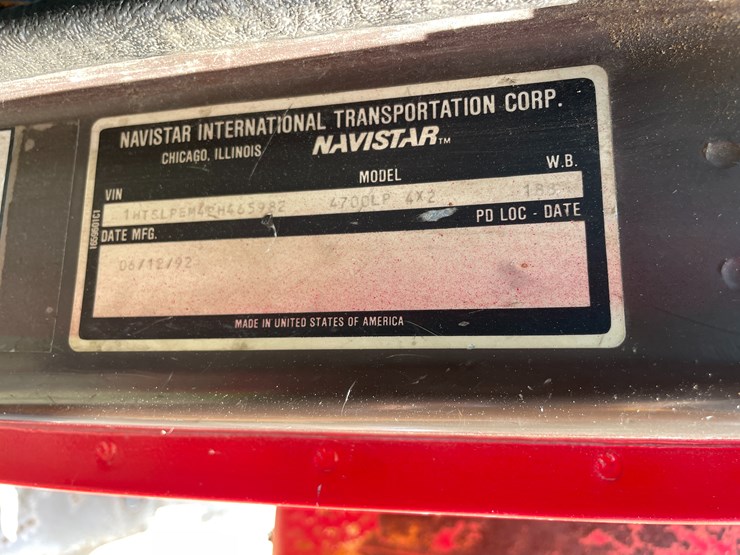 NAVISTAR INTERNATIONAL TRANSPORTATION CORP.
CHICAGO, ILLINOIS NAVISTAR™
VIN MODEL W.B.
4700LP 4X2
DATE MFG. PD LOC - DATE
06/12/92
MADE IN UNITED STATES OF AMERICA